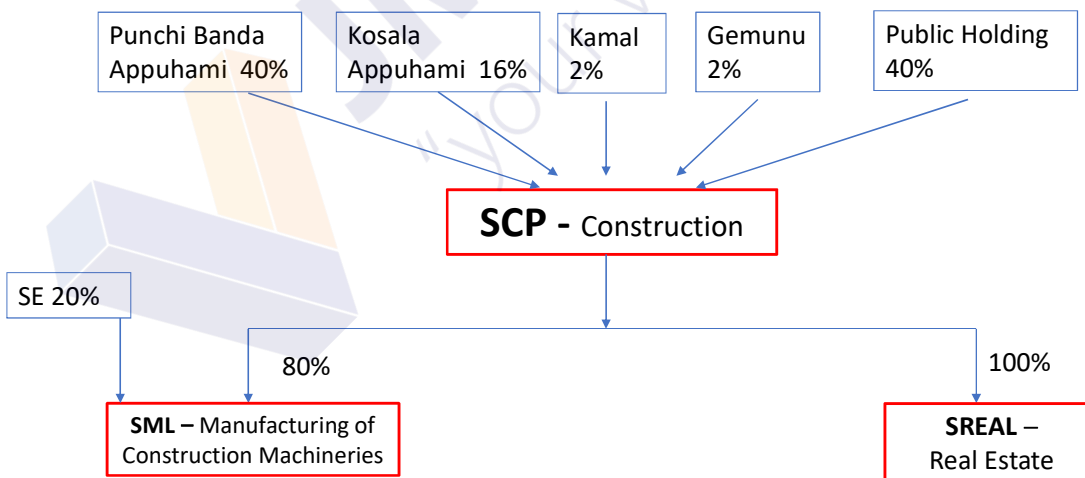 Punchi Banda
Appuhami 40%
Kosala
Appuhami 16%
Kamal
2%
Gemunu
2%
Public Holding
40%
SCP - Construction
SE 20%
80%
100%
SML – Manufacturing of
Construction Machineries
SREAL –
Real Estate